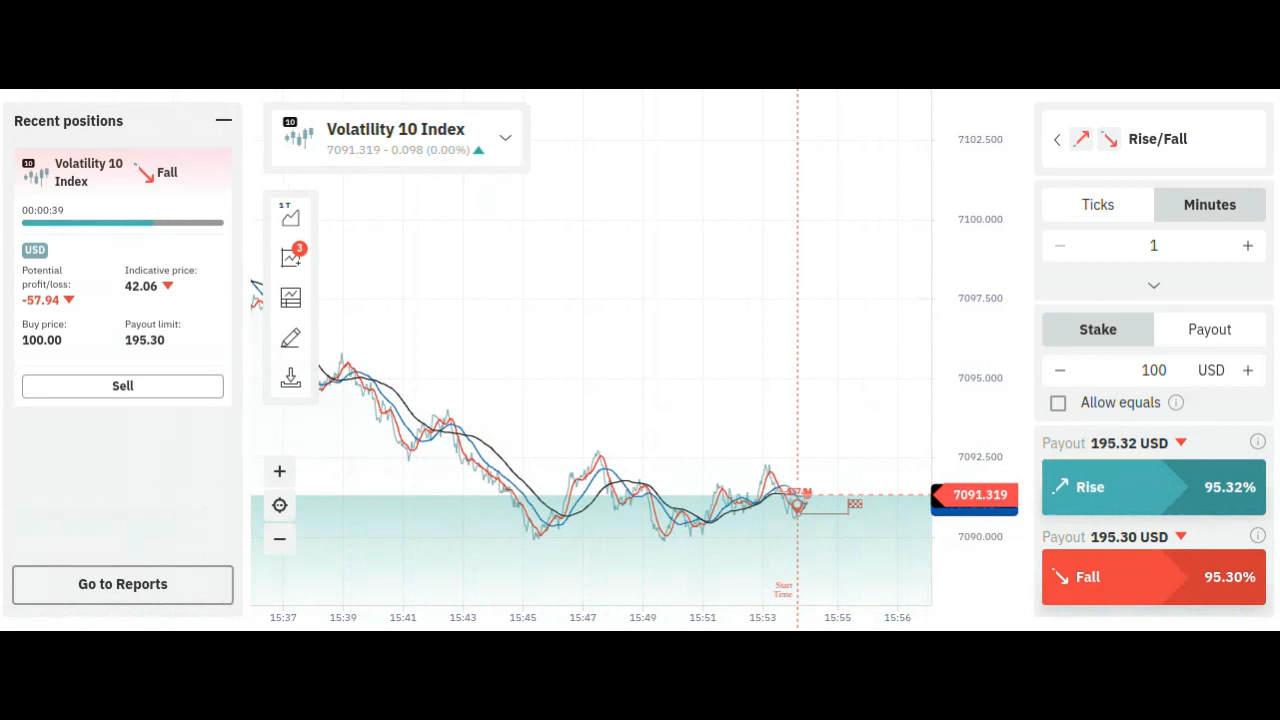 Recent positions
10
Volatility 10
Index
Fall
00:00:39
USD
Potential
profit/loss:
-57.94
Indicative price:
42.06
Buy price:
100.00
Payout limit:
195.30
Sell
Go to Reports
10
Volatility 10 Index
7091.319 - 0.098 (0.00%)
1T
3
+
−
7102.500
7100.000
7097.500
7095.000
7092.500
7091.319
7090.000
Start
Time
15:37
15:39
15:41
15:43
15:45
15:47
15:49
15:51
15:53
15:55
15:56
Rise/Fall
Ticks
Minutes
− 1 +
Stake
Payout
− 100 USD +
Allow equals
Payout 195.32 USD
Rise 95.32%
Payout 195.30 USD
Fall 95.30%